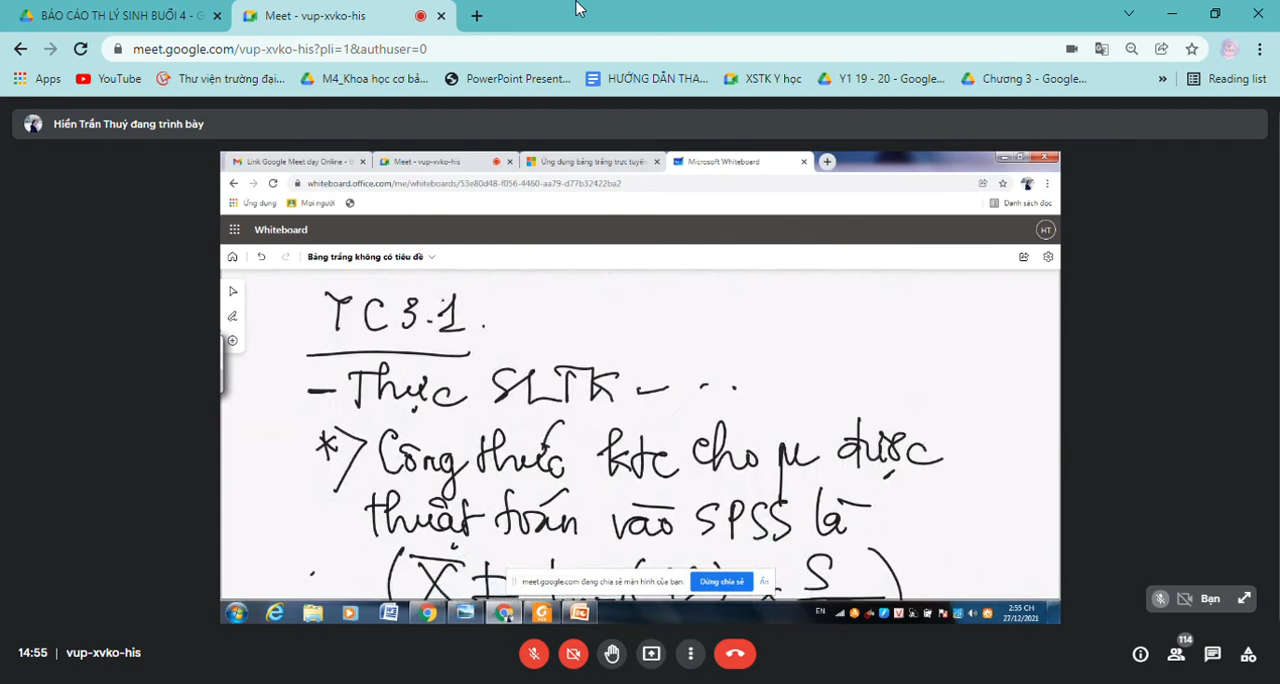 BÁO CÁO TH LÝ SINH BUỔI 4 - G
Meet - vup-xvko-his
meet.google.com/vup-xvko-his?pli=1&authuser=0
Apps
YouTube
Thư viện trường đại...
M4_Khoa học cơ bả...
PowerPoint Present...
HƯỚNG DẪN THA...
XSTK Y học
Y1 19 - 20 - Google...
Chương 3 - Google...
»
Reading list
Hiền Trần Thuý đang trình bày
Link Google Meet dạy Online - d
Meet - vup-xvko-his
Ứng dụng bảng trắng trực tuyến
Microsoft Whiteboard
whiteboard.office.com/me/whiteboards/53e80d48-f056-4460-aa79-d77b32422ba2
Ứng dụng
Mọi người
Danh sách đọc
Whiteboard
HT
Bảng trắng không có tiêu đề
TC3.1.
- Thực SLTK - ...
*> Công thức ktc cho μ được
thuật toán vào SPSS là
(X̄ ± S )
meet.google.com đang chia sẻ màn hình của bạn.
Dừng chia sẻ
Ẩn
EN
2:55 CH
27/12/2021
Bạn
14:55 | vup-xvko-his
114